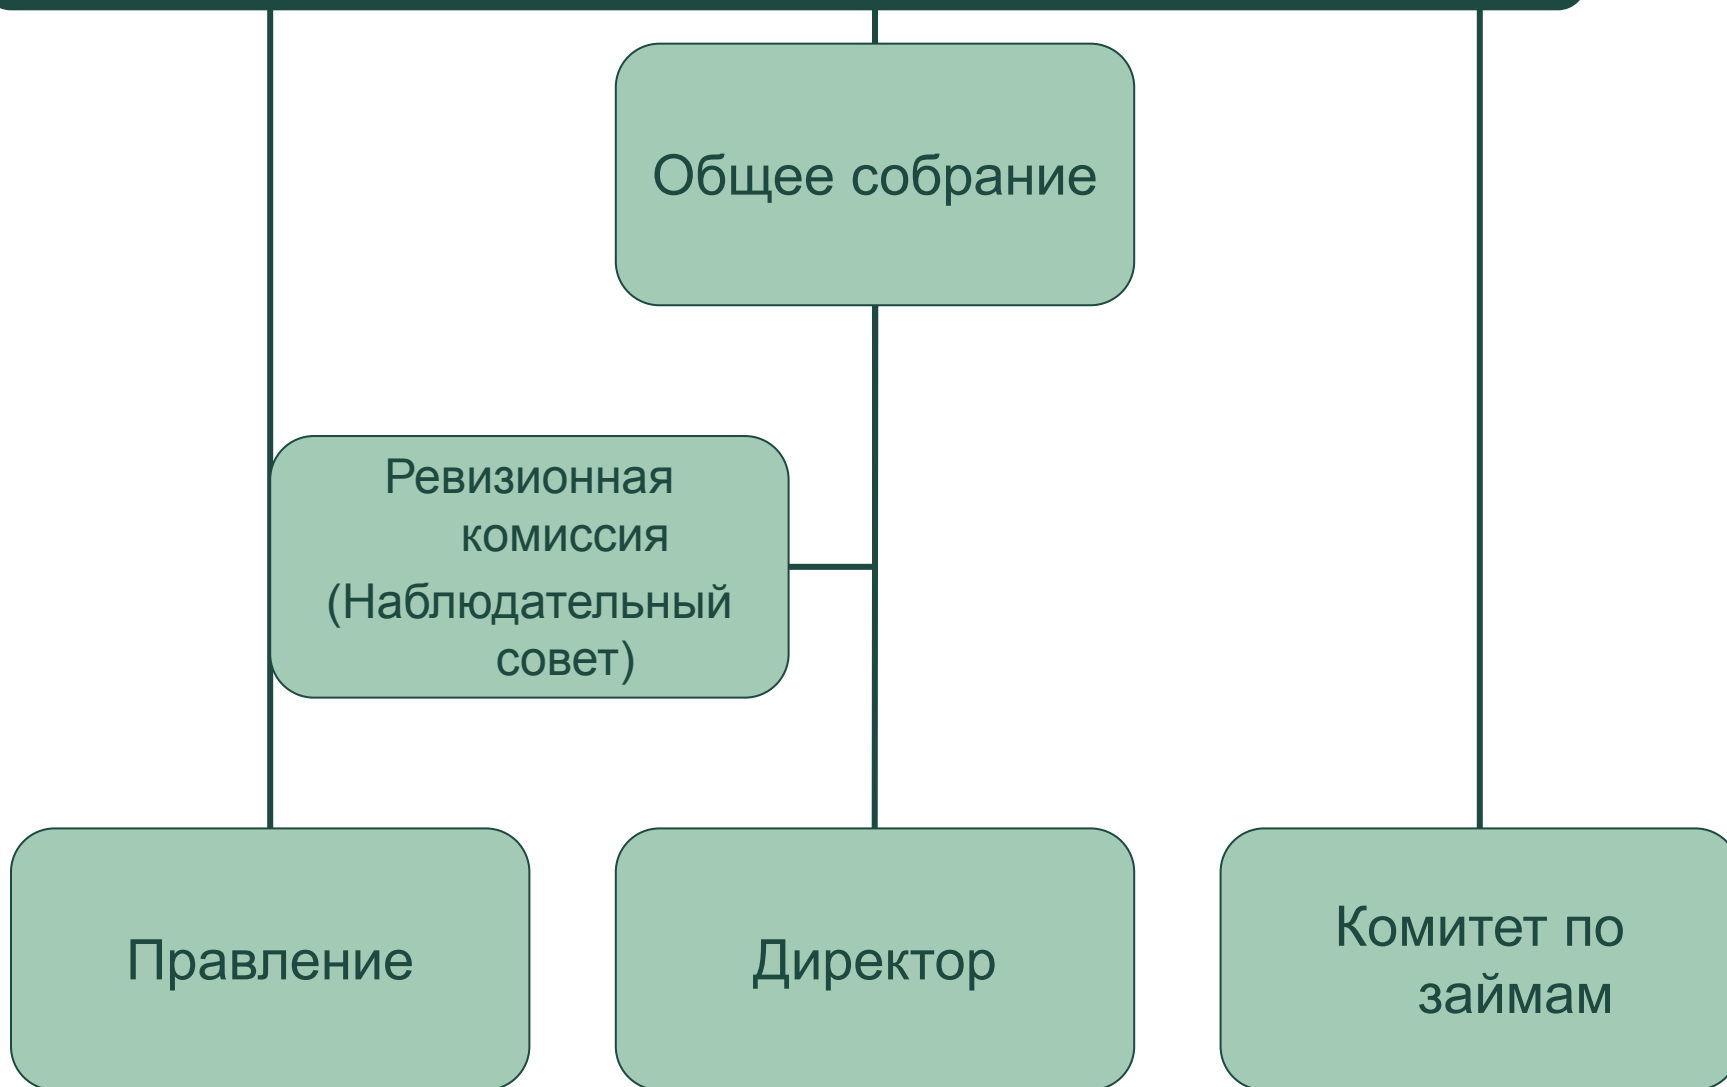 Общее собрание
Ревизионная
комиссия
(Наблюдательный
совет)
Правление
Директор
Комитет по
займам